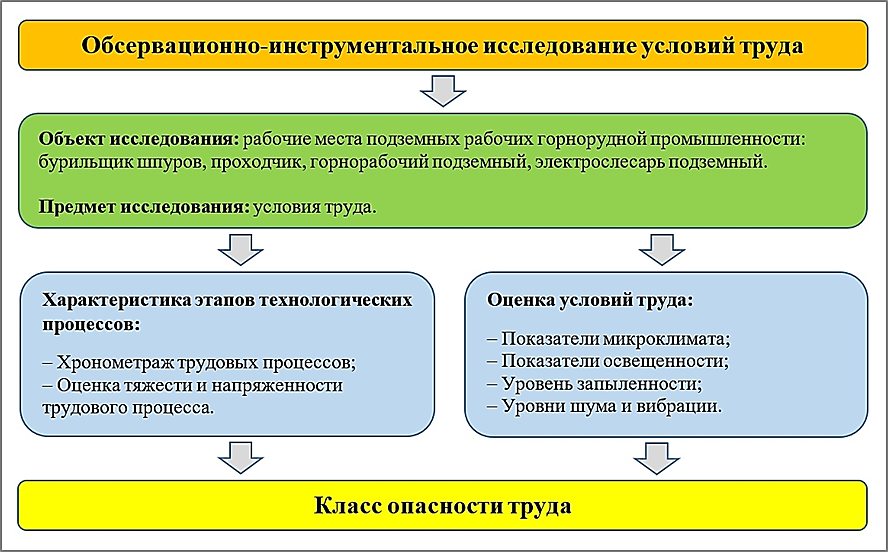 Обсервационно-инструментальное исследование условий труда
Объект исследования: рабочие места подземных рабочих горнорудной промышленности:
бурильщик шпуров, проходчик, горнорабочий подземный, электрослесарь подземный.
Предмет исследования: условия труда.
Характеристика этапов технологических
процессов:
– Хронометраж трудовых процессов;
– Оценка тяжести и напряженности
трудового процесса.
Оценка условий труда:
– Показатели микроклимата;
– Показатели освещенности;
– Уровень запыленности;
– Уровни шума и вибрации.
Класс опасности труда